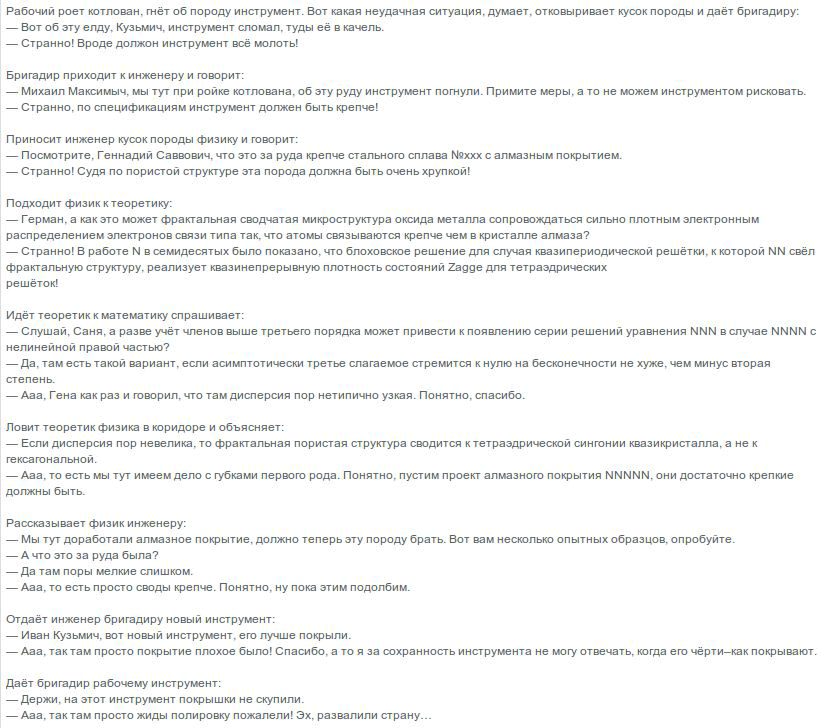 Рабочий роет котлован, гнёт об породу инструмент. Вот какая неудачная ситуация, думает, отковыривает кусок породы и даёт бригадиру:
— Вот об эту елду, Кузьмич, инструмент сломал, туды её в качель.
— Странно! Вроде должон инструмент всё молоть!
Бригадир приходит к инженеру и говорит:
— Михаил Максимыч, мы тут при ройке котлована, об эту руду инструмент погнули. Примите меры, а то не можем инструментом рисковать.
— Странно, по спецификациям инструмент должен быть крепче!
Приносит инженер кусок породы физику и говорит:
— Посмотрите, Геннадий Саввович, что это за руда крепче стального сплава №xxx с алмазным покрытием.
— Странно! Судя по пористой структуре эта порода должна быть очень хрупкой!
Подходит физик к теоретику:
— Герман, а как это может фрактальная сводчатая микроструктура оксида металла сопровождаться сильно плотным электронным
распределением электронов связи типа так, что атомы связываются крепче чем в кристалле алмаза?
— Странно! В работе N в семидесятых было показано, что блоховское решение для случая квазипериодической решётки, к которой NN свёл
фрактальную структуру, реализует квазинепрерывную плотность состояний Zagge для тетраэдрических
решёток!
Идёт теоретик к математику спрашивает:
— Слушай, Саня, а разве учёт членов выше третьего порядка может привести к появлению серии решений уравнения NNN в случае NNNN с
нелинейной правой частью?
— Да, там есть такой вариант, если асимптотически третье слагаемое стремится к нулю на бесконечности не хуже, чем минус вторая
степень.
— Ааа, Гена как раз и говорил, что там дисперсия пор нетипично узкая. Понятно, спасибо.
Ловит теоретик физика в коридоре и объясняет:
— Если дисперсия пор невелика, то фрактальная пористая структура сводится к тетраэдрической сингонии квазикристалла, а не к
гексагональной.
— Ааа, то есть мы тут имеем дело с губками первого рода. Понятно, пустим проект алмазного покрытия NNNNN, они достаточно крепкие
должны быть.
Рассказывает физик инженеру:
— Мы тут доработали алмазное покрытие, должно теперь эту породу брать. Вот вам несколько опытных образцов, опробуйте.
— А что это за руда была?
— Да там поры мелкие слишком.
— Ааа, то есть просто своды крепче. Понятно, ну пока этим подолбим.
Отдаёт инженер бригадиру новый инструмент:
— Иван Кузьмич, вот новый инструмент, его лучше покрыли.
— Ааа, так там просто покрытие плохое было! Спасибо, а то я за сохранность инструмента не могу отвечать, когда его чёрти–как покрывают.
Даёт бригадир рабочему инструмент:
— Держи, на этот инструмент покрышки не скупили.
— Ааа, так там просто жиды полировку пожалели! Эх, развалили страну…